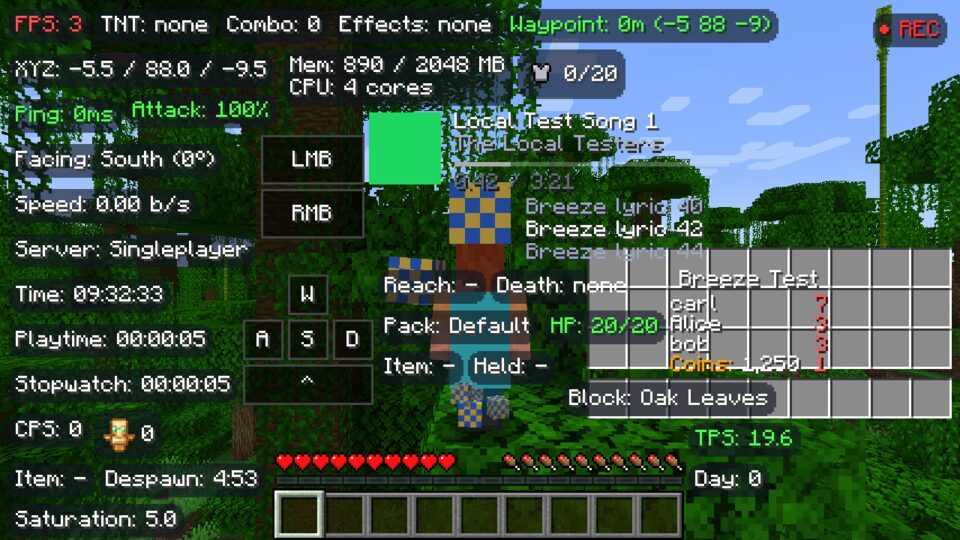 FPS: 3 TNT: none Combo: 0 Effects: none Waypoint: 0m (-5 88 -9) REC
XYZ: -5.5 / 88.0 / -9.5
Mem: 890 / 2048 MB
CPU: 4 cores
0/20
Ping: 0ms Attack: 100%
Local Test Song 1
The Local Testers
0:42 / 3:21
Facing: South (0°)
LMB
Speed: 0.00 b/s
RMB
Breeze lyric 40
Breeze lyric 42
Breeze lyric 44
Server: Singleplayer
Reach: - Death: none
Breeze Test
Time: 09:32:33
W
carl 7
Alice 3
bob 3
Coins: 1,250 1
Pack: Default HP: 20/20
Playtime: 00:00:05
A S D
Item: - Held: -
Stopwatch: 00:00:05
^
Block: Oak Leaves
CPS: 0 0
TPS: 19.6
Item: - Despawn: 4:53
Day: 0
Saturation: 5.0